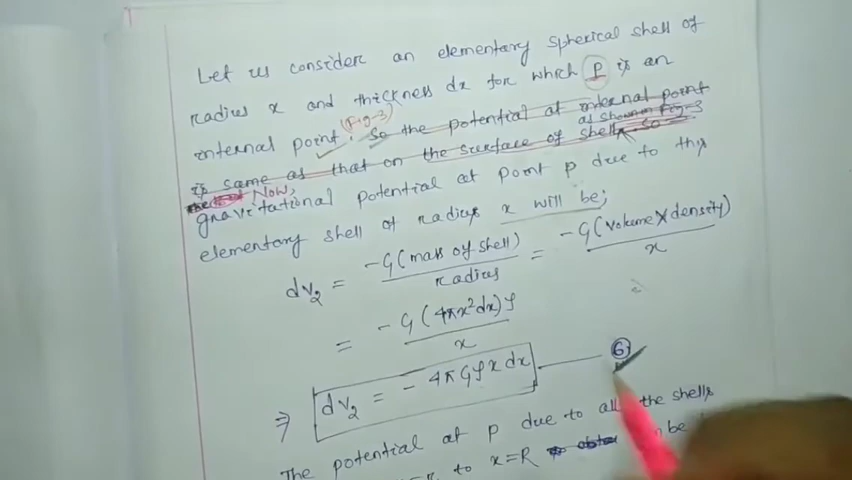 Let us consider an elementary spherical shell of
radius x and thickness dx for which P is an
internal point. (Fig-3) So the potential at internal point
is same as that on the surface of shell as shown in Fig-3
Now,
gravitational potential at point p due to this
elementary shell of radius x will be;
dV₂ = -G(mass of shell)/radius = -G(volume×density)/x
= -G(4πx²dx)ρ/x
⇒ dV₂ = -4πGρxdx — 6
The potential at p due to all the shells
to x=R be